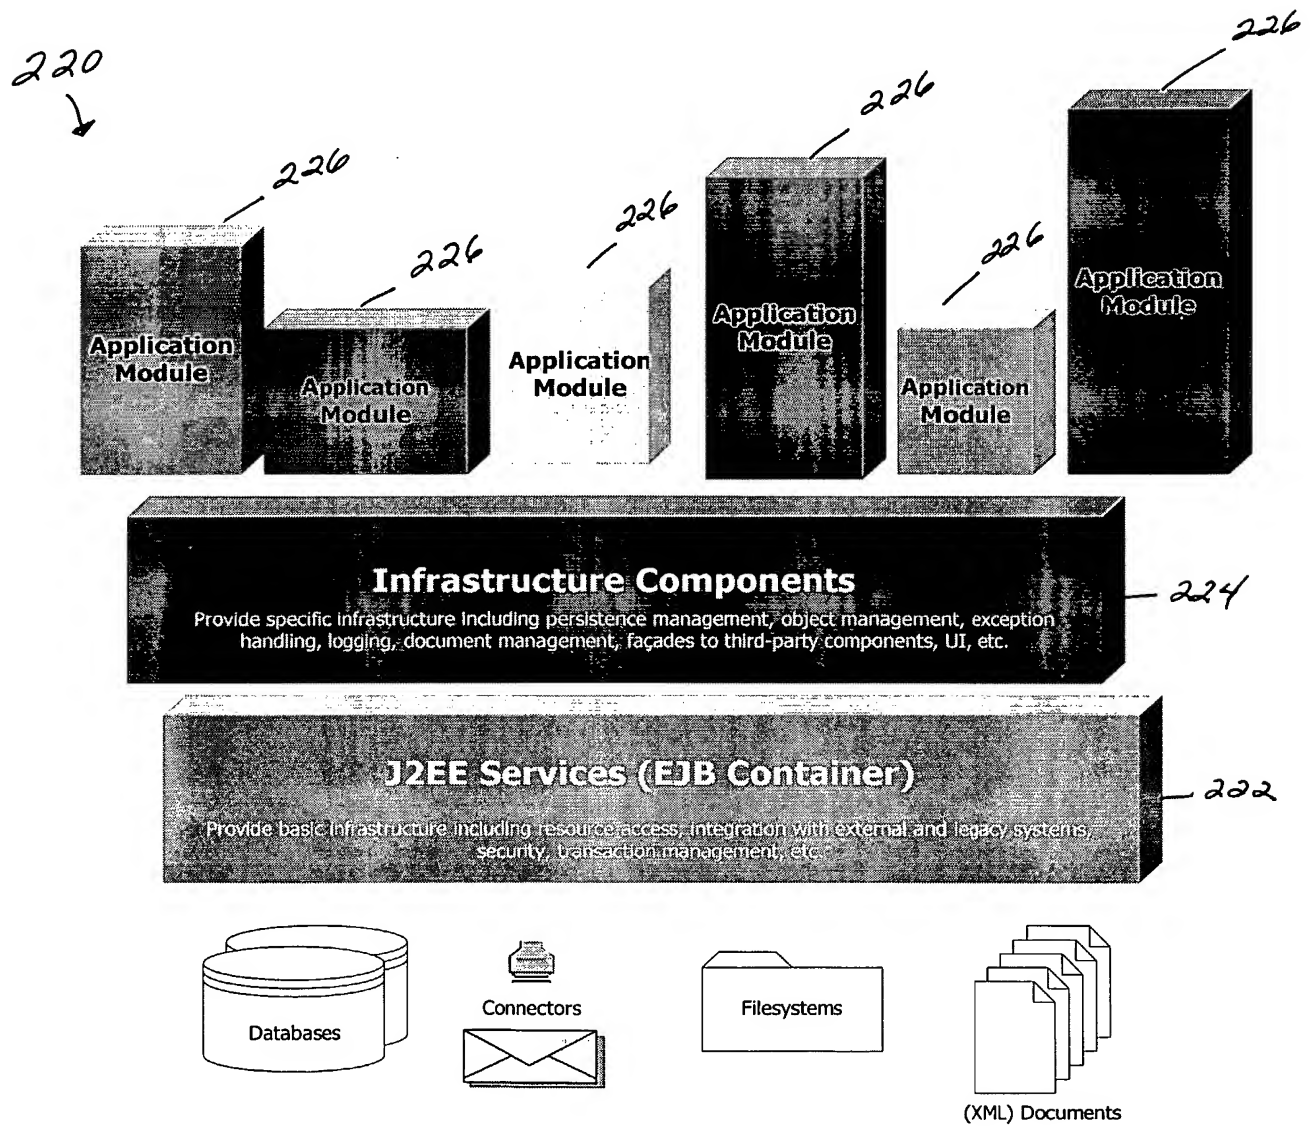 220
226
226
226
226
226
226
Application
Module
Application
Module
Application
Module
Application
Module
Application
Module
Application
Module
Infrastructure Components
Provide specific infrastructure including persistence management, object management, exception
handling, logging, document management, façades to third-party components, UI, etc.
224
J2EE Services (EJB Container)
Provide basic infrastructure including resource access, integration with external and legacy systems,
security, transaction management, etc.
222
Databases
Connectors
Filesystems
(XML) Documents